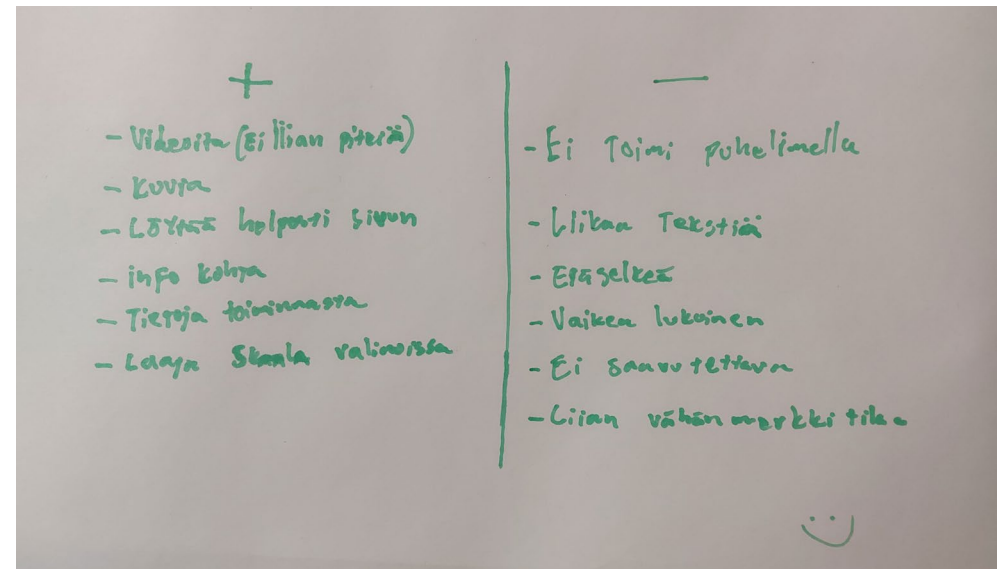 +
- Videoita (Ei liian pitkiä)
- Kuvia
- Löytää helposti sivun
- info kohta
- Tietoja toiminnasta
- Laaja Skaala valinnoissa
—
- Ei Toimi puhelimella
- Liikaa Tekstiä
- Epäselkeä
- Vaikea lukoinen
- Ei saavutettava
- Liian vähän merkki tilaa